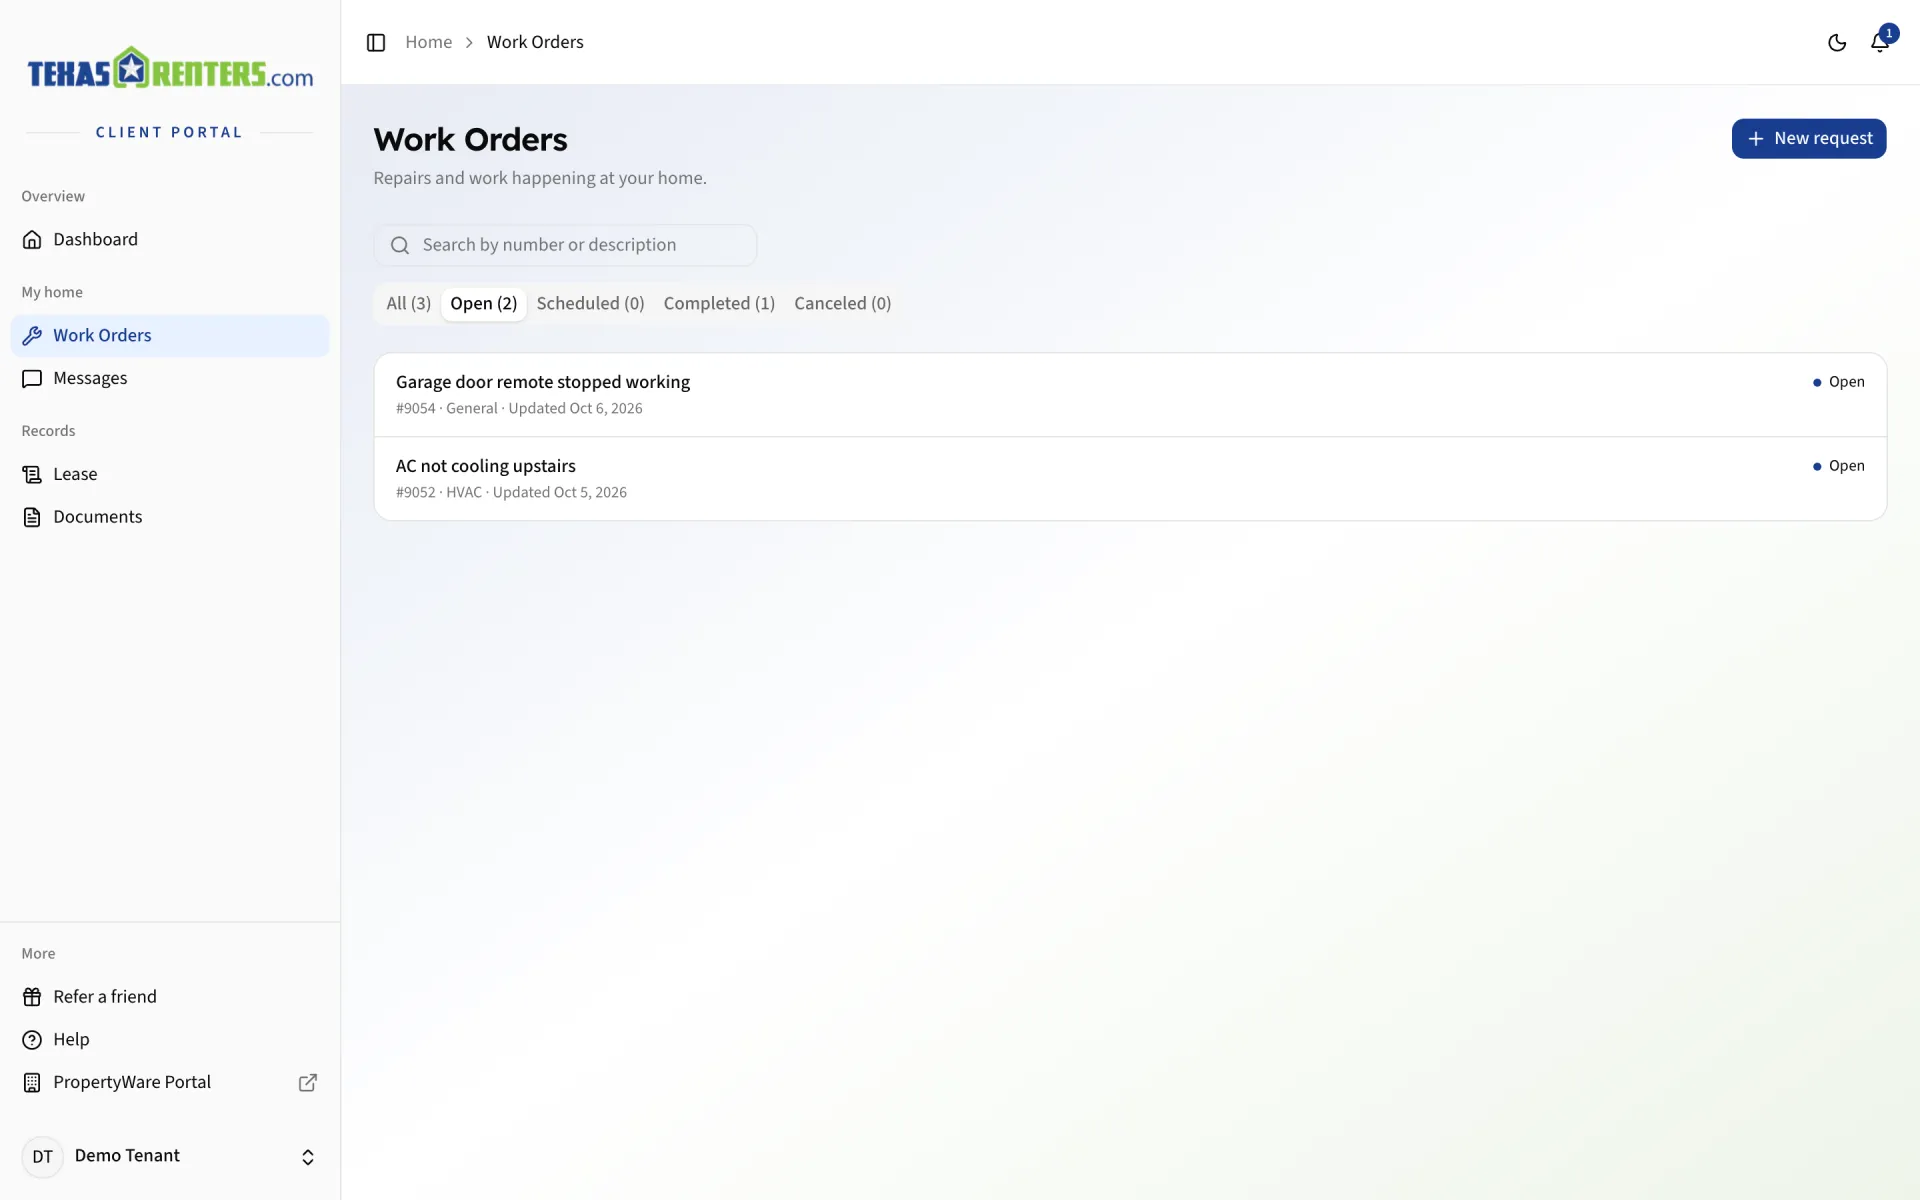 TEXAS RENTERS.com
CLIENT PORTAL
Overview
Dashboard
My home
Work Orders
Messages
Records
Lease
Documents
More
Refer a friend
Help
PropertyWare Portal
DT Demo Tenant
Home > Work Orders
1
Work Orders
Repairs and work happening at your home.
+ New request
Search by number or description
All (3) Open (2) Scheduled (0) Completed (1) Canceled (0)
Garage door remote stopped working
Open
#9054 · General · Updated Oct 6, 2026
AC not cooling upstairs
Open
#9052 · HVAC · Updated Oct 5, 2026